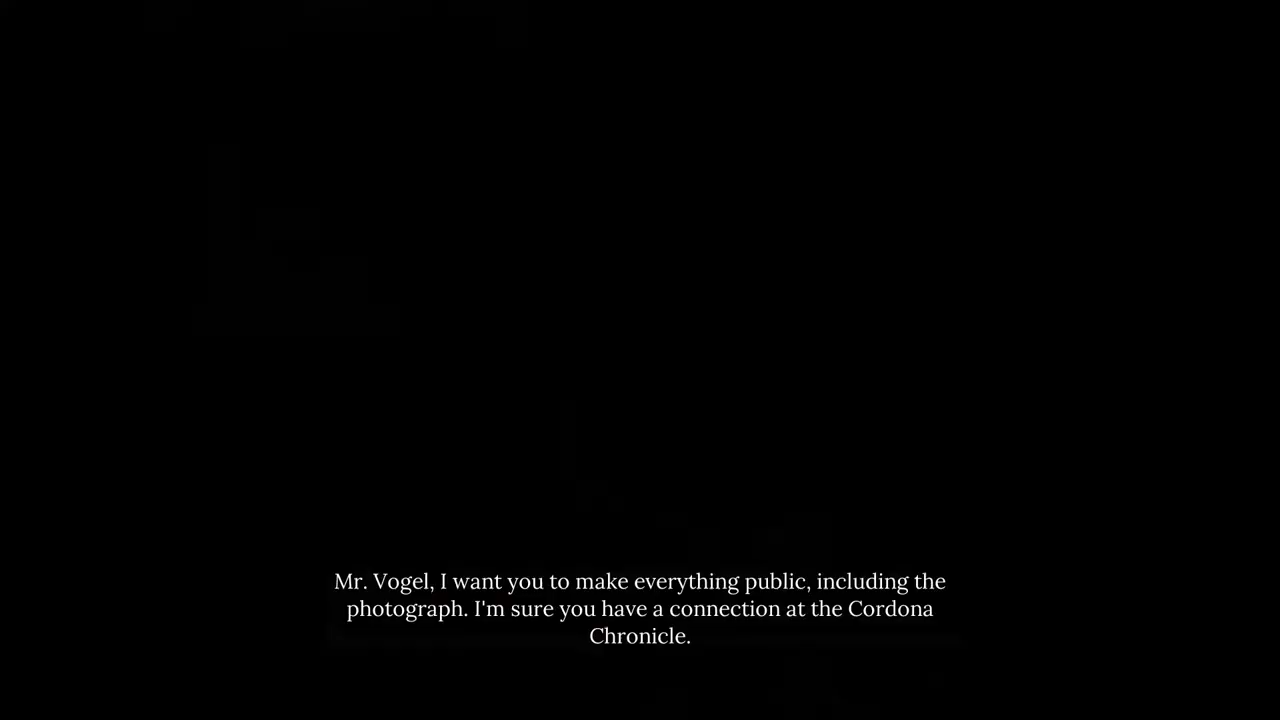 Mr. Vogel, I want you to make everything public, including the
photograph. I'm sure you have a connection at the Cordona
Chronicle.